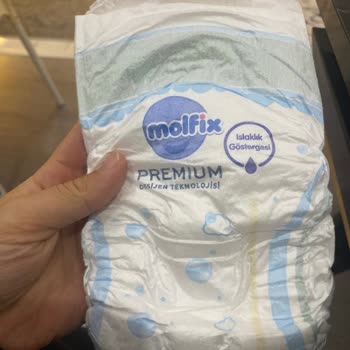 molfix
Islaklık
Göstergesi
PREMIUM
OKSİJEN TEKNOLOJİSİ